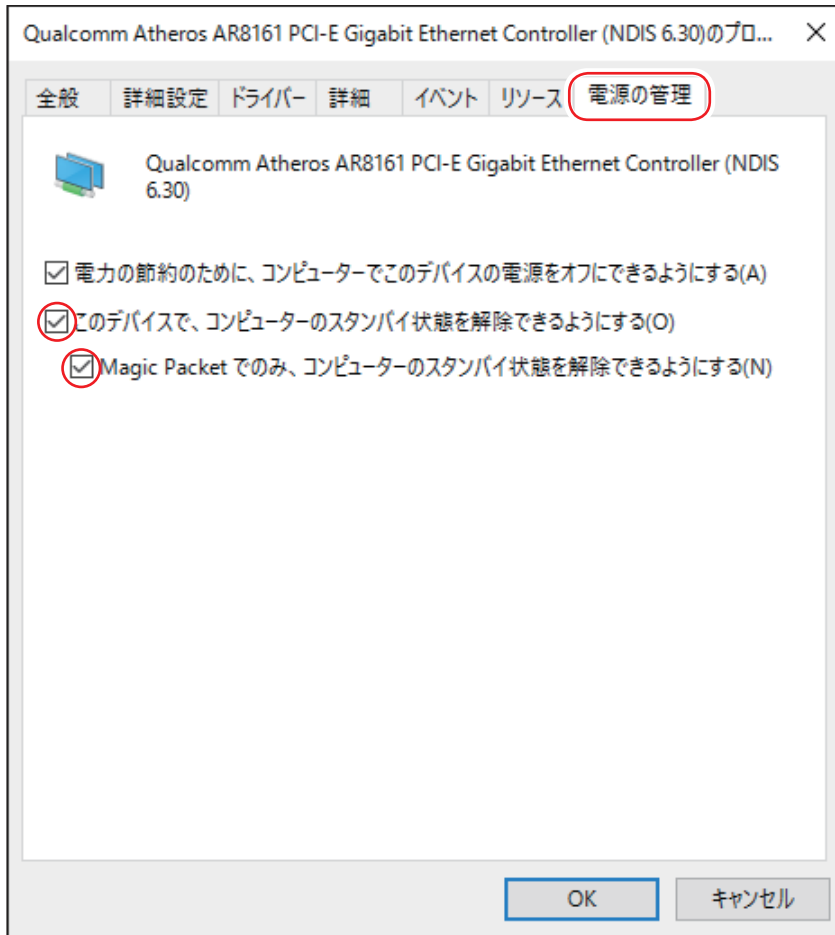 Qualcomm Atheros AR8161 PCI-E Gigabit Ethernet Controller (NDIS 6.30)のプロ...
全般 詳細設定 ドライバー 詳細 イベント リソース 電源の管理
Qualcomm Atheros AR8161 PCI-E Gigabit Ethernet Controller (NDIS
6.30)
電力の節約のために、コンピューターでこのデバイスの電源をオフにできるようにする(A)
このデバイスで、コンピューターのスタンバイ状態を解除できるようにする(O)
Magic Packet でのみ、コンピューターのスタンバイ状態を解除できるようにする(N)
OK キャンセル